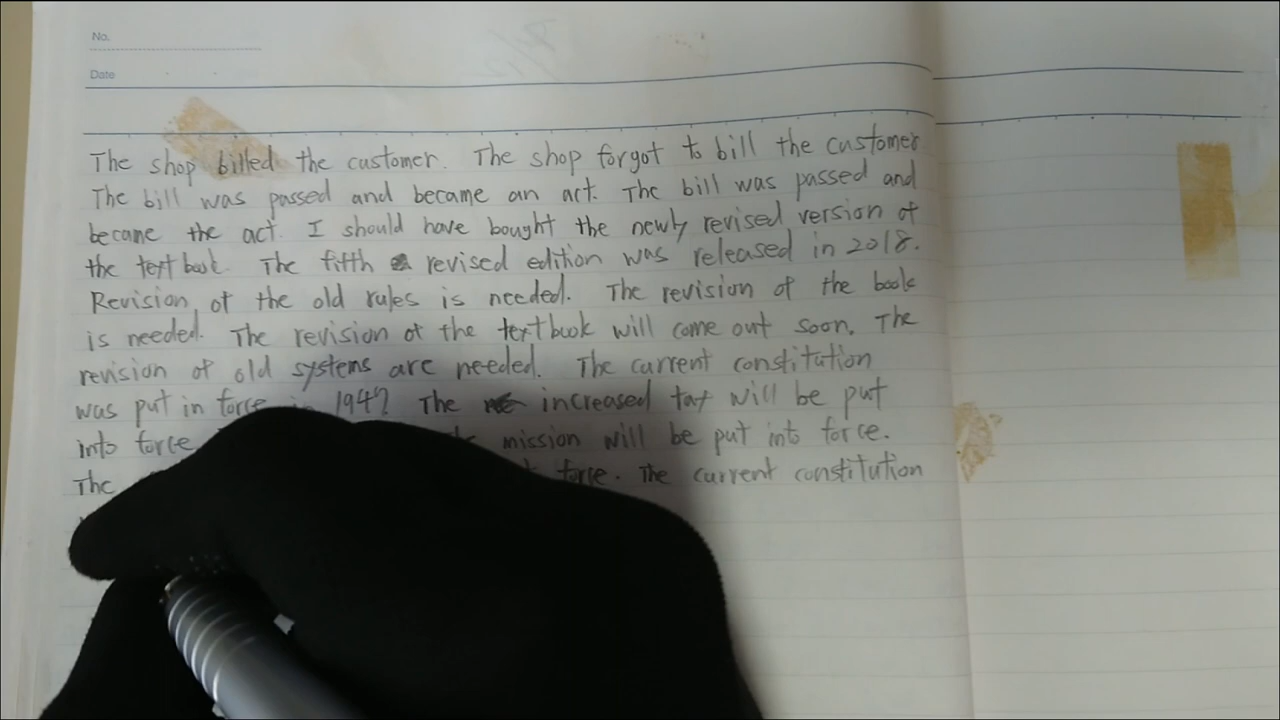 No.
Date
The shop billed the customer. The shop forgot to bill the customer
The bill was passed and became an act. The bill was passed and
became the act. I should have bought the newly revised version of
the textbook. The fifth revised edition was released in 2018.
Revision of the old rules is needed. The revision of the book
is needed. The revision of the textbook will come out soon. The
revision of old systems are needed. The current constitution
was put in force in 1947 The increased tax will be put
into force mission will be put into force.
The force. The current constitution